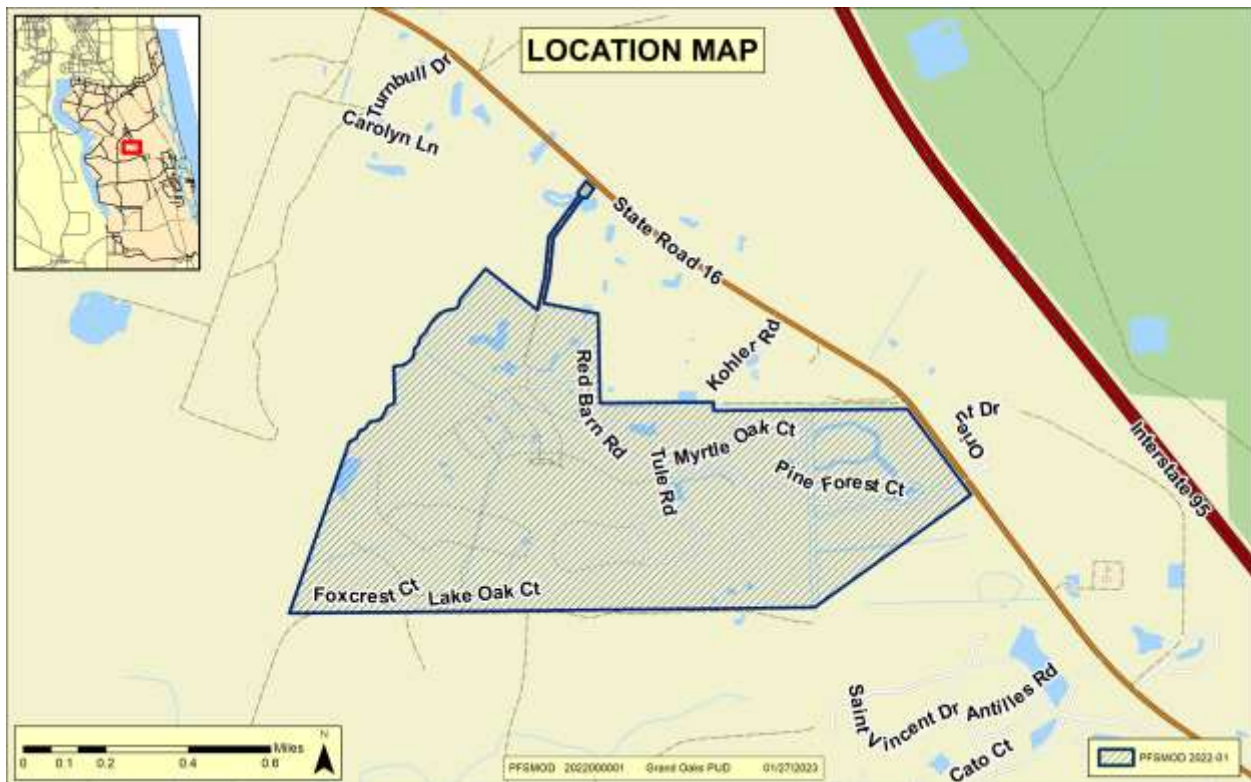 LOCATION MAP
Turnbull Dr
Carolyn Ln
State Road 16
Kohler Rd
Red Barn Rd
Orient Dr
Interstate 95
Myrtle Oak Ct
Tule Rd
Pine Forest Ct
Foxcrest Ct
Lake Oak Ct
Saint Vincent Dr
Antilles Rd
Cato Ct
Miles
0 0.1 0.2 0.4 0.6
N
PFSMOD 2022000001 Grand Oaks PUD 01/27/2023
PFSMOD 2022-01